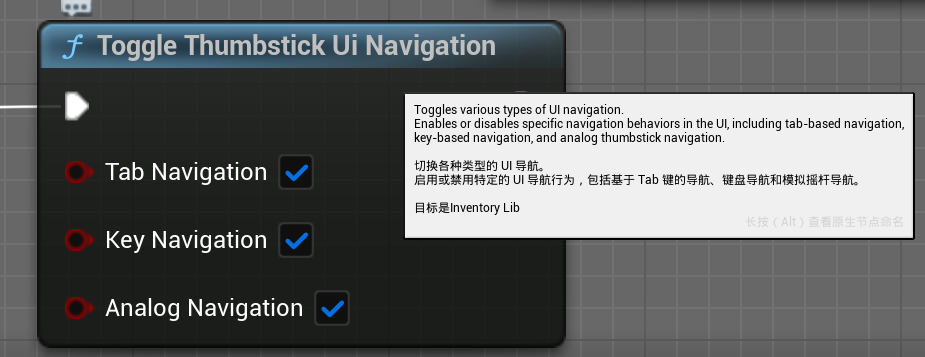 Toggle Thumbstick Ui Navigation
Toggles various types of UI navigation.
Enables or disables specific navigation behaviors in the UI, including tab-based navigation,
key-based navigation, and analog thumbstick navigation.
切换各种类型的 UI 导航。
启用或禁用特定的 UI 导航行为，包括基于 Tab 键的导航、键盘导航和模拟摇杆导航。
目标是Inventory Lib
长按（Alt）查看原生节点命名
Tab Navigation
Key Navigation
Analog Navigation